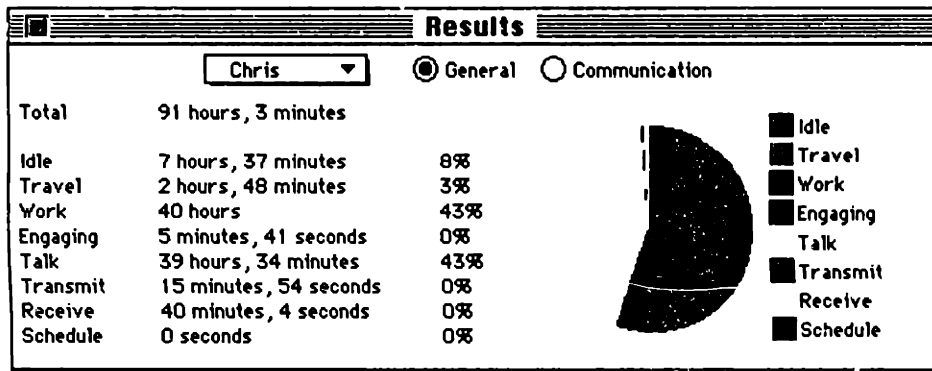 Results
Chris General Communication
Total 91 hours, 3 minutes
Idle 7 hours, 37 minutes 8%
Travel 2 hours, 48 minutes 3%
Work 40 hours 43%
Engaging 5 minutes, 41 seconds 0%
Talk 39 hours, 34 minutes 43%
Transmit 15 minutes, 54 seconds 0%
Receive 40 minutes, 4 seconds 0%
Schedule 0 seconds 0%
Idle
Travel
Work
Engaging
Talk
Transmit
Receive
Schedule